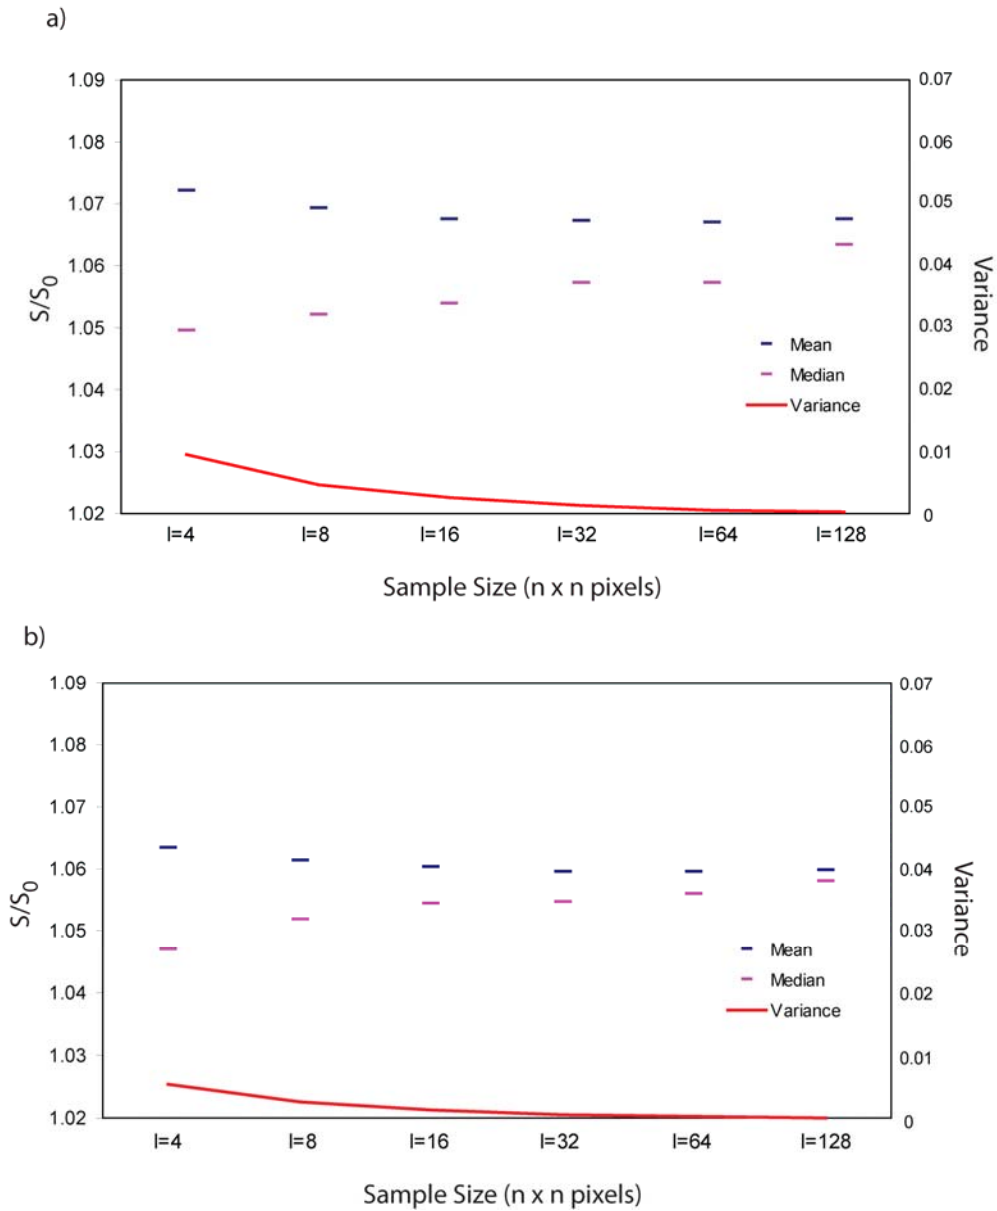 a)
1.09
1.08
1.07
1.06
1.05
1.04
1.03
1.02
S/S0
0.07
0.06
0.05
0.04
0.03
0.02
0.01
0
Variance
Mean
Median
Variance
l=4 l=8 l=16 l=32 l=64 l=128
Sample Size (n x n pixels)
b)
1.09
1.08
1.07
1.06
1.05
1.04
1.03
1.02
S/S0
0.07
0.06
0.05
0.04
0.03
0.02
0.01
0
Variance
Mean
Median
Variance
l=4 l=8 l=16 l=32 l=64 l=128
Sample Size (n x n pixels)